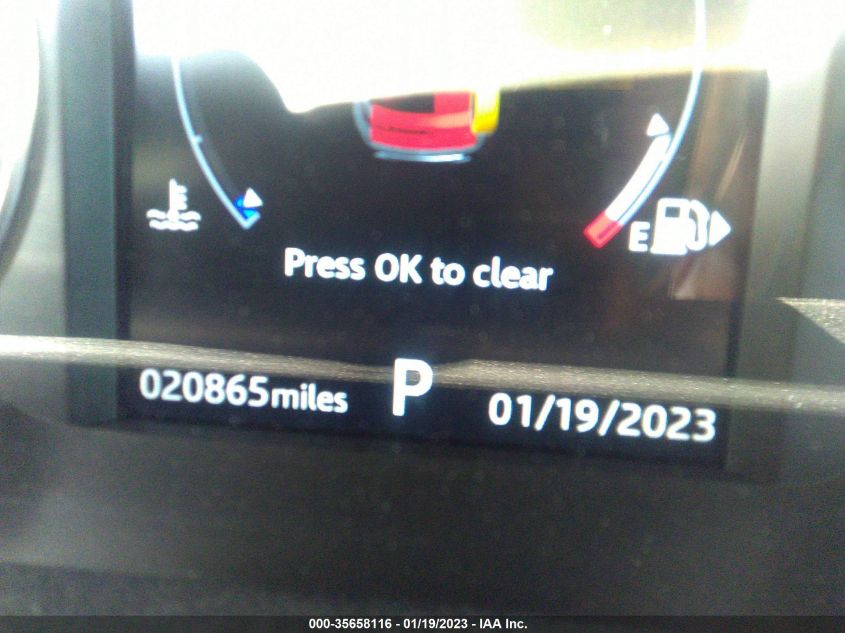 E
Press OK to clear
020865miles P 01/19/2023
000-35658116 - 01/19/2023 - IAA Inc.